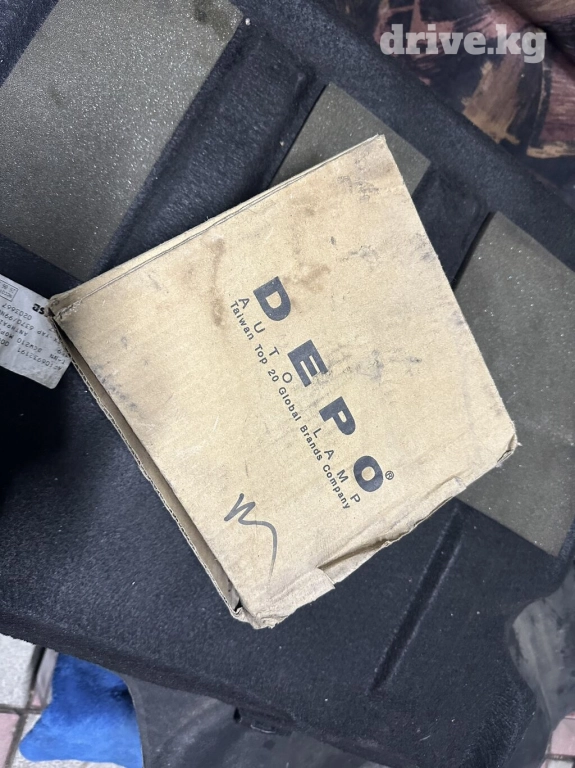 drive.kg
DEPO®
AUTO LAMP
Taiwan Top 20 Global Brands Company